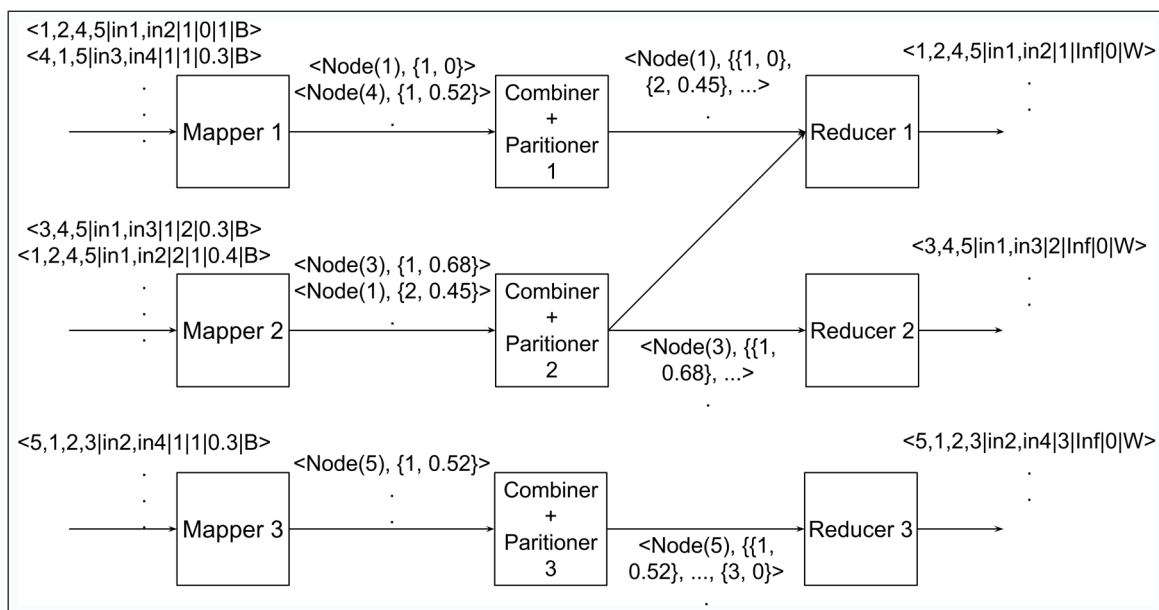 <1,2,4,5|in1,in2|1|0|1|B>
<4,1,5|in3,in4|1|1|0.3|B>
.
.
.
Mapper 1
<Node(1), {1, 0}>
<Node(4), {1, 0.52}>
.
Combiner
+
Paritioner
1
<Node(1), {{1, 0},
{2, 0.45}, ...>
.
Reducer 1
<1,2,4,5|in1,in2|1|Inf|0|W>
.
.
<3,4,5|in1,in3|1|2|0.3|B>
<1,2,4,5|in1,in2|2|1|0.4|B>
.
.
.
Mapper 2
<Node(3), {1, 0.68}>
<Node(1), {2, 0.45}>
.
Combiner
+
Paritioner
2
<Node(3), {{1,
0.68}, ...>
.
Reducer 2
<3,4,5|in1,in3|2|Inf|0|W>
.
.
<5,1,2,3|in2,in4|1|1|0.3|B>
.
.
.
Mapper 3
<Node(5), {1, 0.52}>
.
.
Combiner
+
Paritioner
3
<Node(5), {{1,
0.52}, ..., {3, 0}>
.
Reducer 3
<5,1,2,3|in2,in4|3|Inf|0|W>
.
.